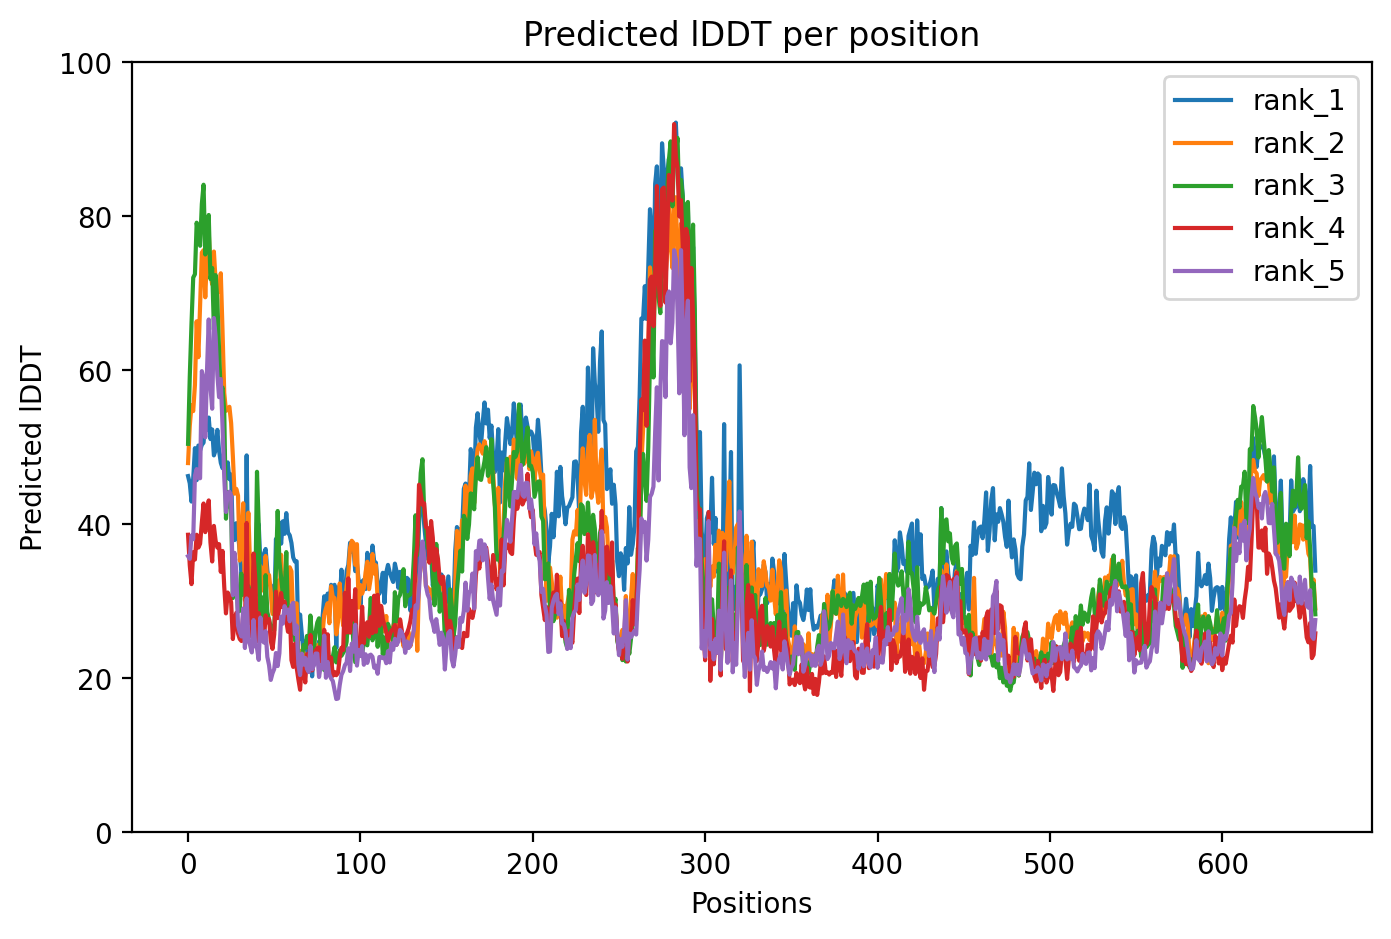 Predicted lDDT per position
100
80
60
40
20
0
Predicted lDDT
rank_1
rank_2
rank_3
rank_4
rank_5
0 100 200 300 400 500 600
Positions